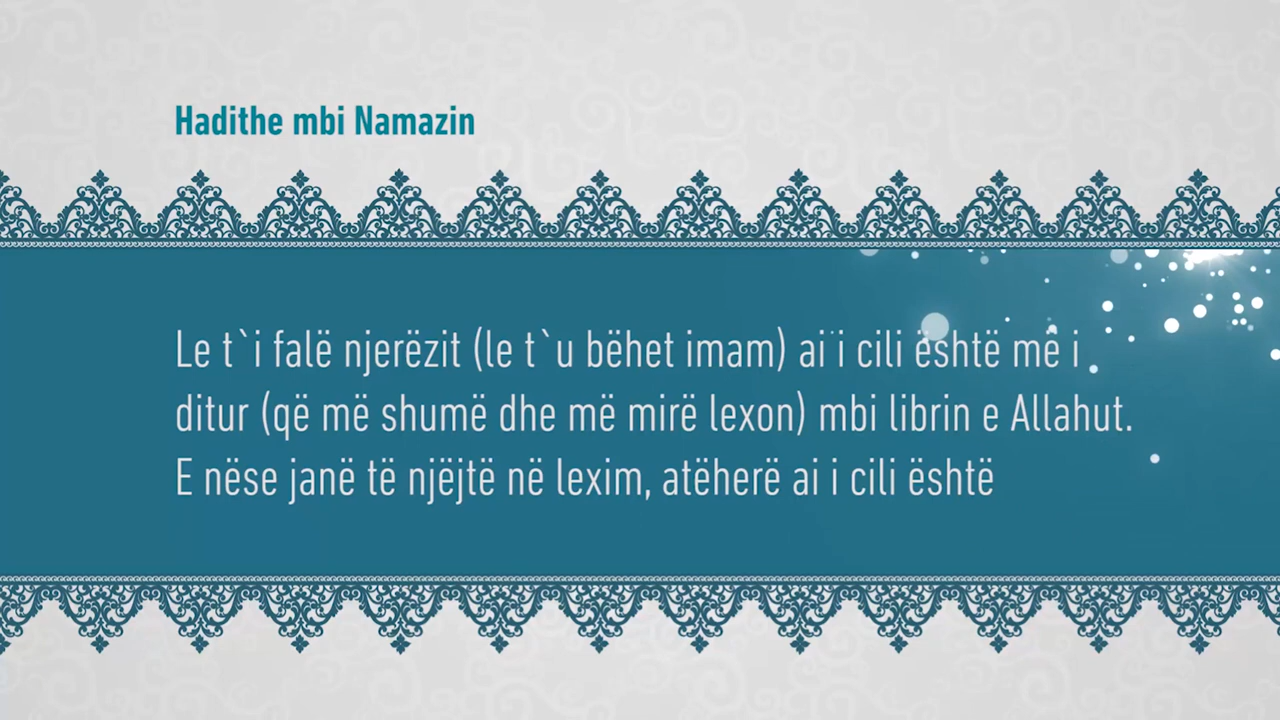 Hadithe mbi Namazin
Le t`i falë njerëzit (le t`u bëhet imam) ai i cili është më i
ditur (që më shumë dhe më mirë lexon) mbi librin e Allahut.
E nëse janë të njëjtë në lexim, atëherë ai i cili është